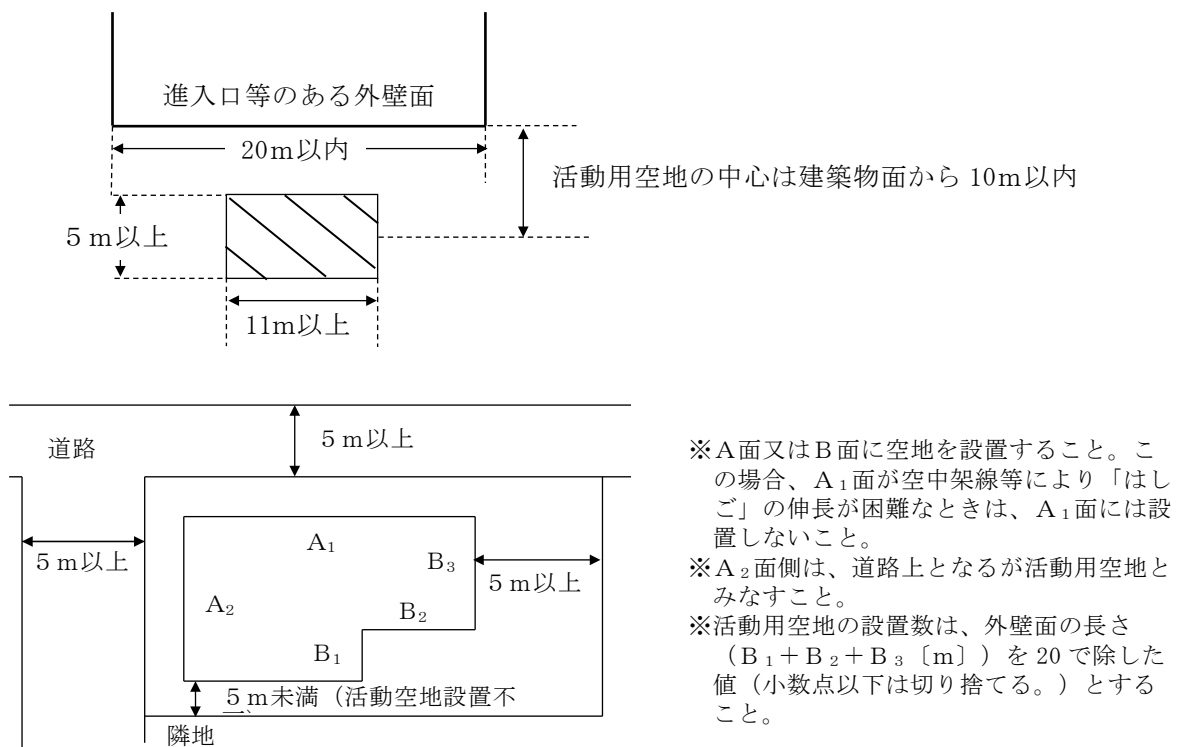 進入口等のある外壁面
20m以内
活動用空地の中心は建築物面から 10m以内
5m以上
11m以上
道路
5m以上
5m以上
A₁
B₃
5m以上
A₂
B₂
B₁
5m未満（活動空地設置不
隣地
※A面又はB面に空地を設置すること。こ
の場合、A₁面が空中架線等により「はし
ご」の伸長が困難なときは、A₁面には設
置しないこと。
※A₂面側は、道路上となるが活動用空地と
みなすこと。
※活動用空地の設置数は、外壁面の長さ
（B₁＋B₂＋B₃〔m〕）を 20 で除した
値（小数点以下は切り捨てる。）とする
こと。